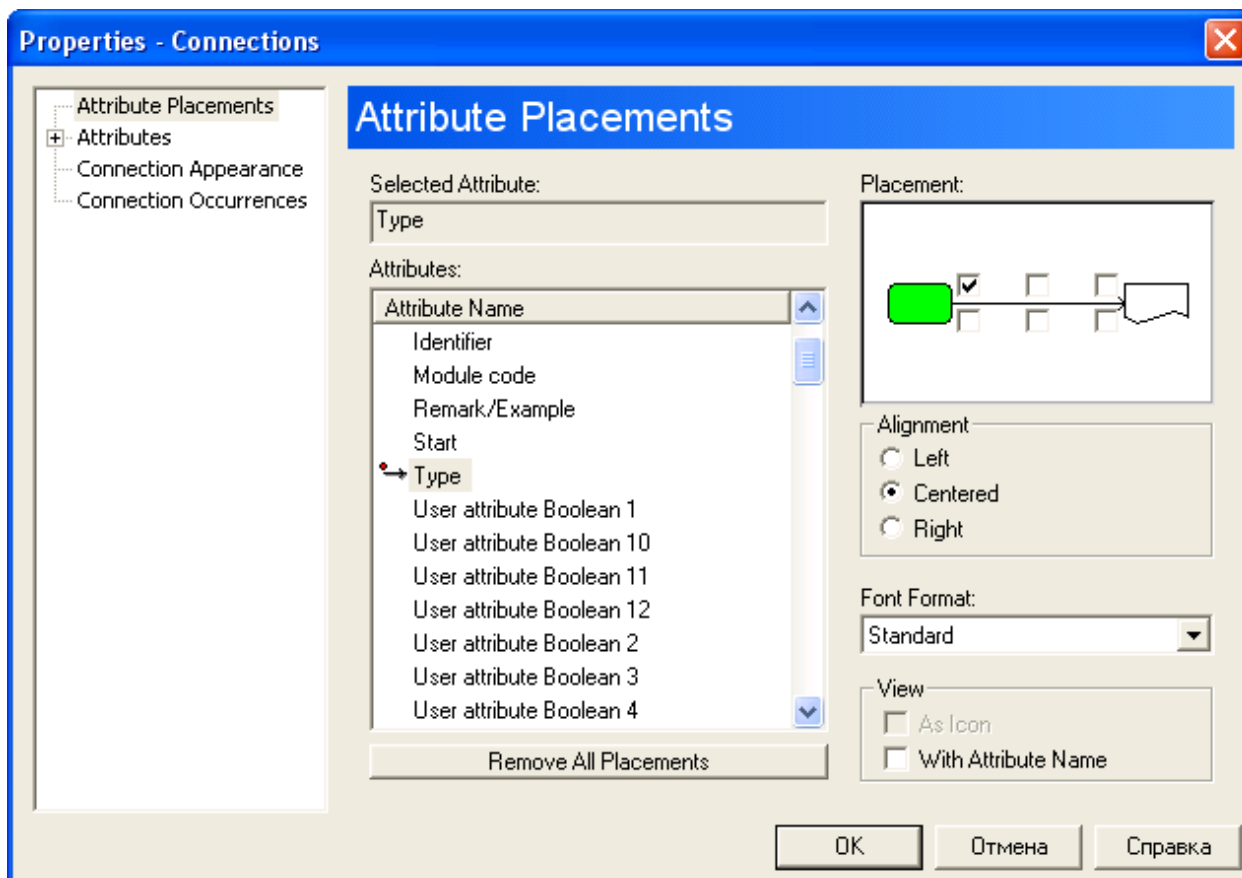 Properties - Connections
Attribute Placements
Attributes
Connection Appearance
Connection Occurrences
Attribute Placements
Selected Attribute:
Type
Attributes:
Attribute Name
Identifier
Module code
Remark/Example
Start
Type
User attribute Boolean 1
User attribute Boolean 10
User attribute Boolean 11
User attribute Boolean 12
User attribute Boolean 2
User attribute Boolean 3
User attribute Boolean 4
Remove All Placements
Placement:
Alignment
Left
Centered
Right
Font Format:
Standard
View
As Icon
With Attribute Name
OK
Отмена
Справка